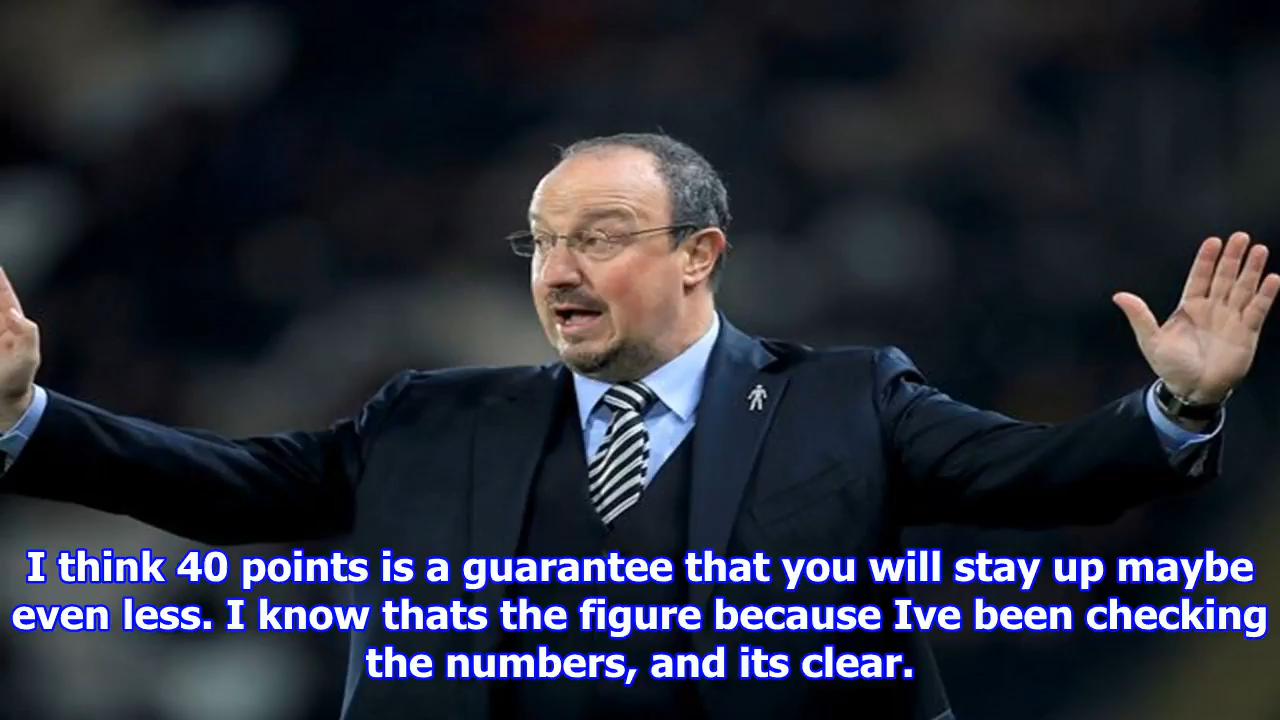 I think 40 points is a guarantee that you will stay up maybe
even less. I know thats the figure because Ive been checking
the numbers, and its clear.